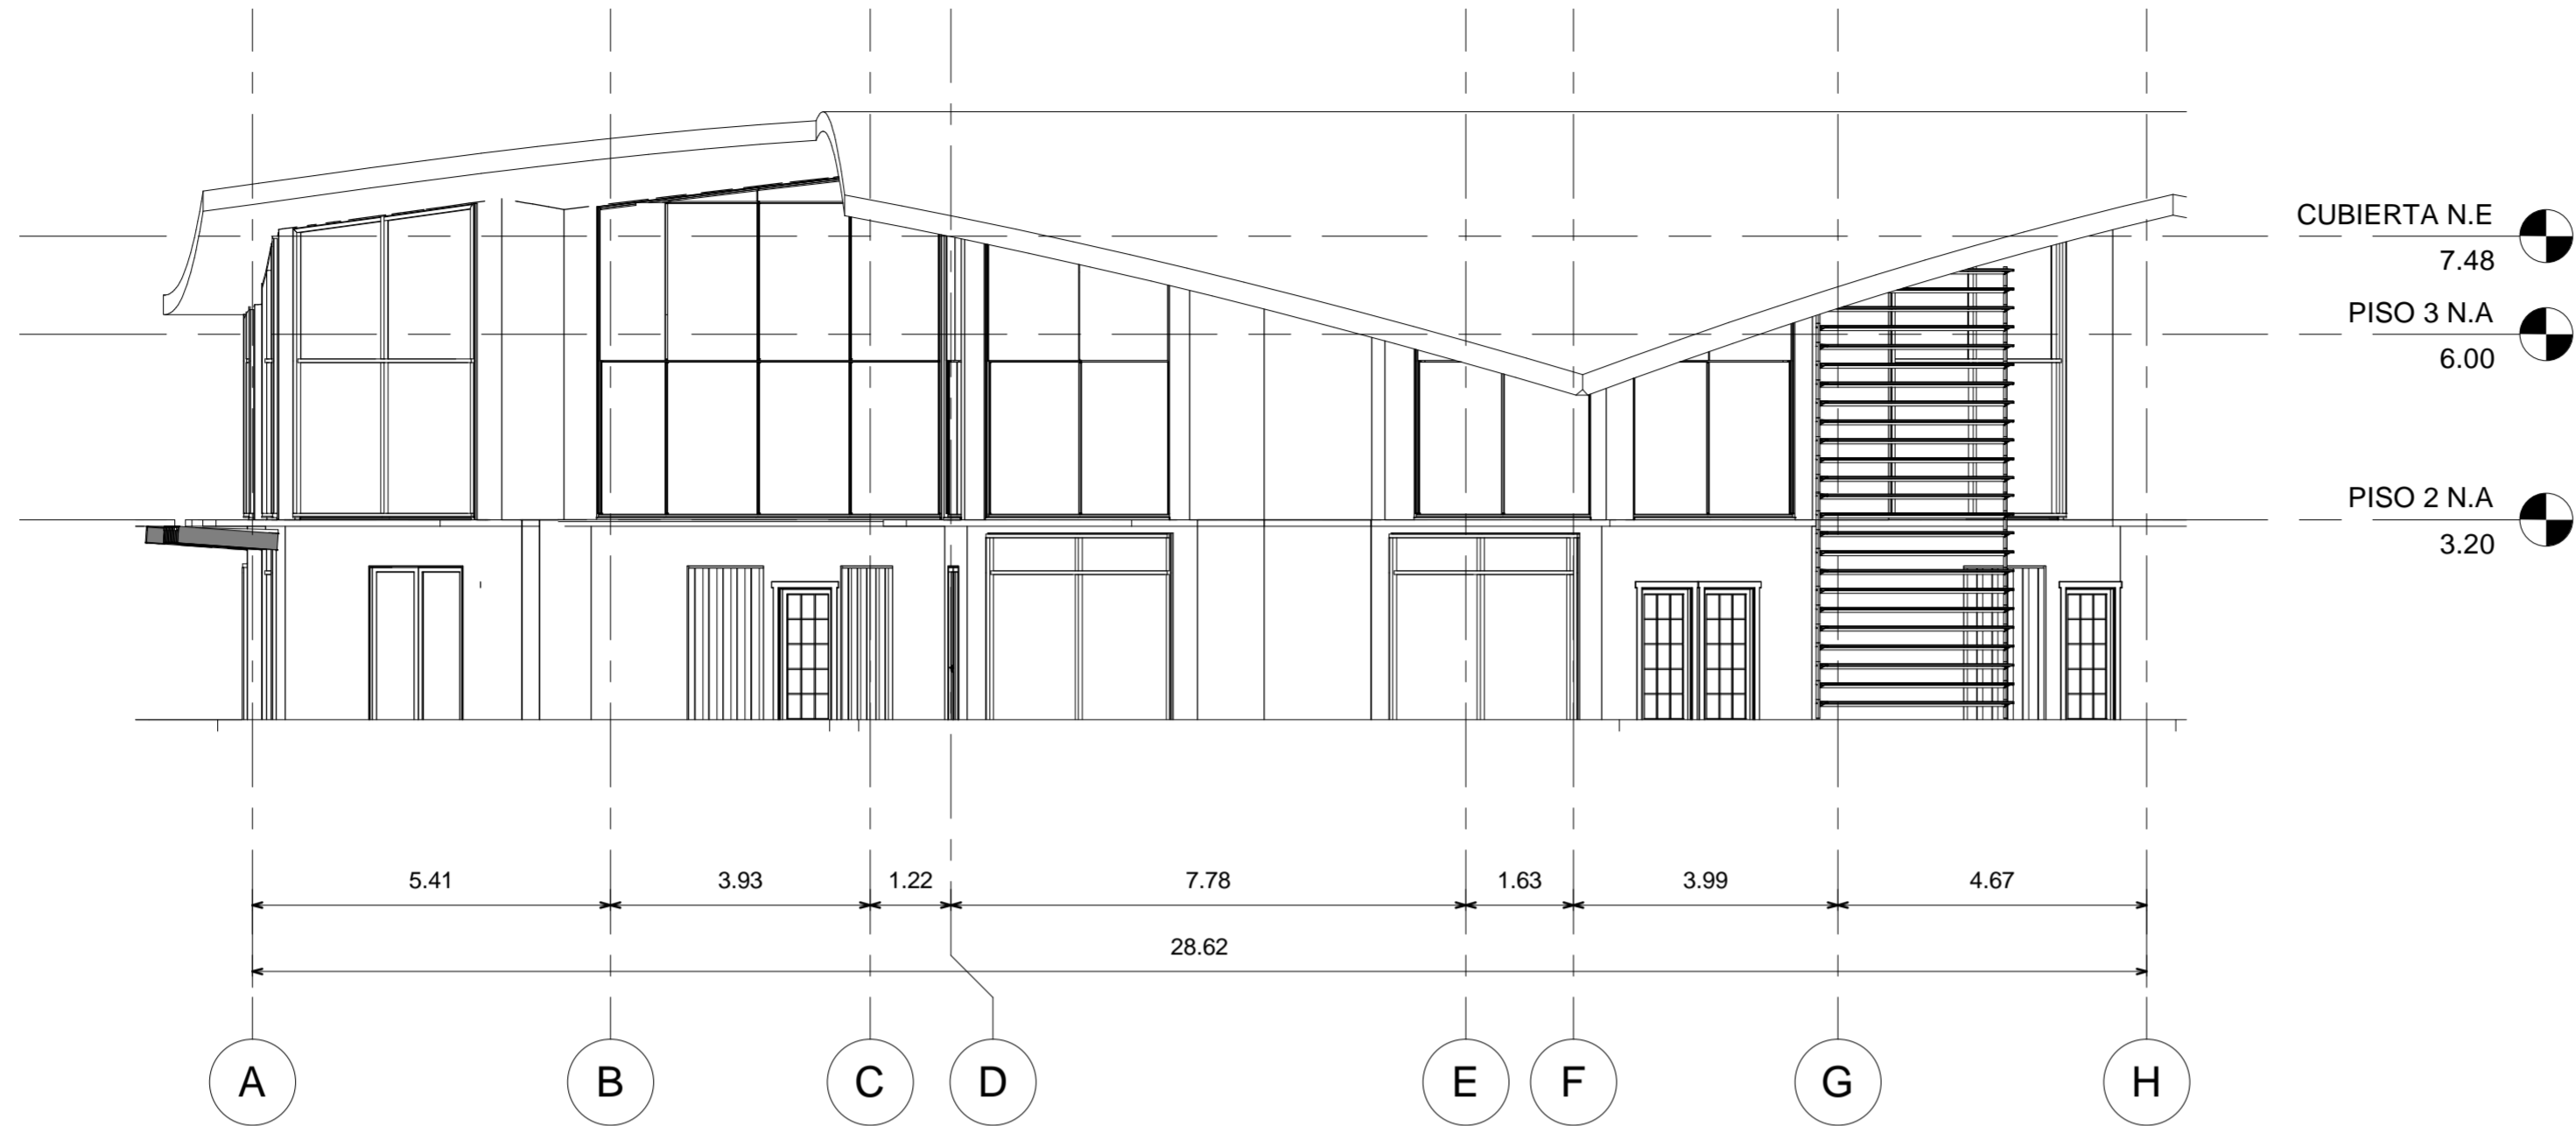 CUBIERTA N.E
7.48
PISO 3 N.A
6.00
PISO 2 N.A
3.20
5.41 3.93 1.22 7.78 1.63 3.99 4.67
28.62
A B C D E F G H